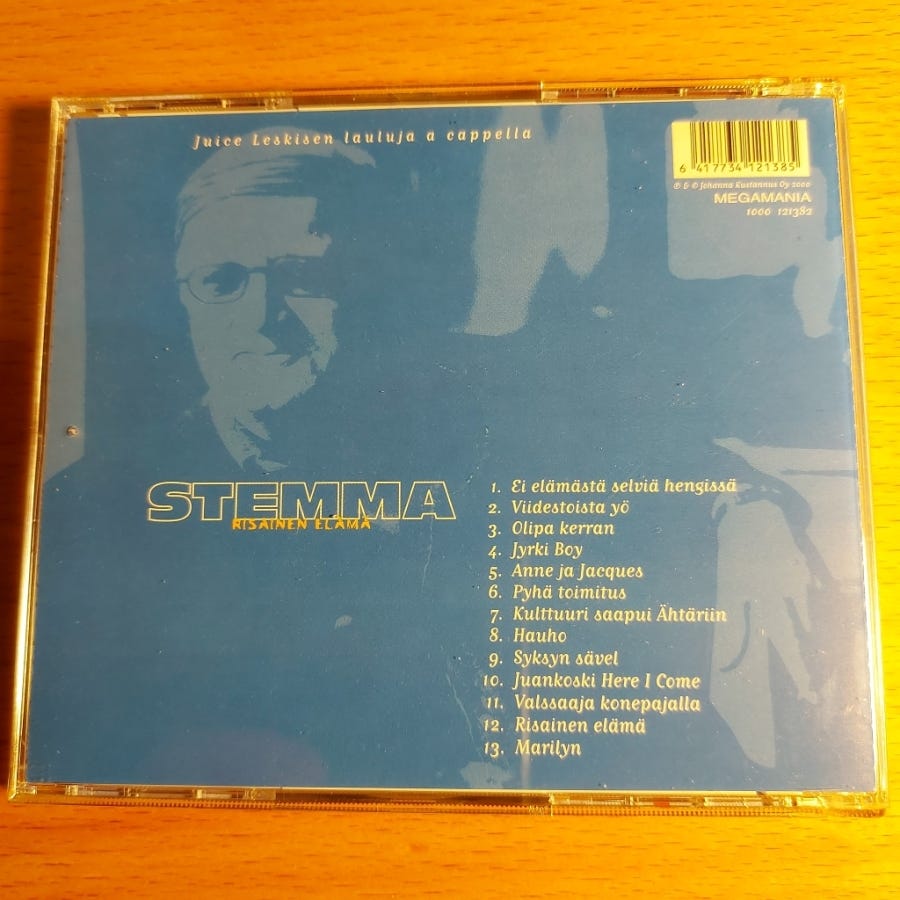 Juice Leskisen lauluja a cappella
6 417734 121385
℗ & © Johanna Kustannus Oy 2000
MEGAMANIA
1000 121382
STEMMA
RISAINEN ELÄMÄ
1. Ei elämästä selviä hengissä
2. Viidestoista yö
3. Olipa kerran
4. Jyrki Boy
5. Anne ja Jacques
6. Pyhä toimitus
7. Kulttuuri saapui Ähtäriin
8. Hauho
9. Syksyn sävel
10. Juankoski Here I Come
11. Valssaaja konepajalla
12. Risainen elämä
13. Marilyn